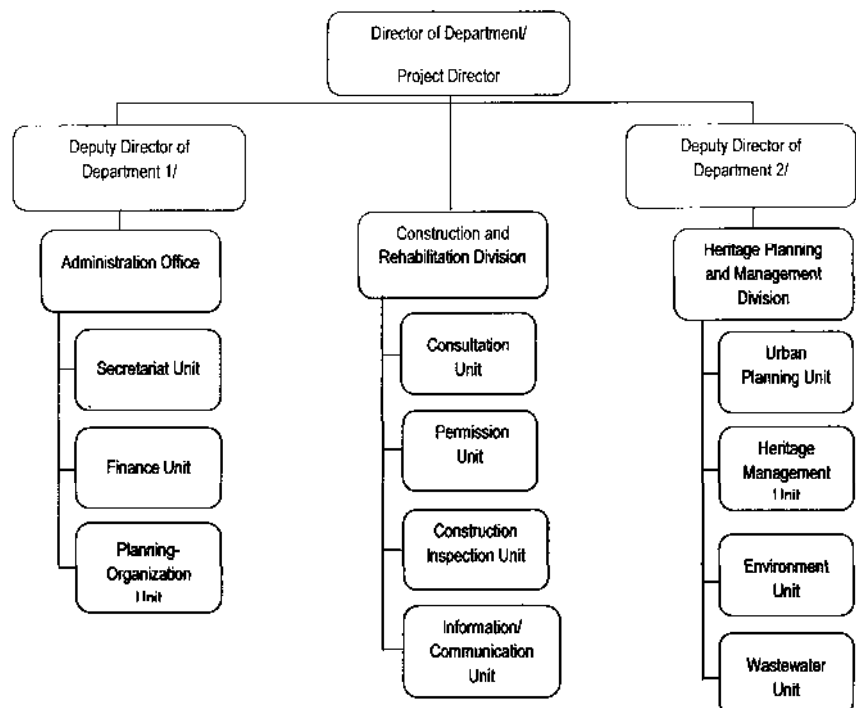 Director of Department/
Project Director
Deputy Director of
Department 1/
Deputy Director of
Department 2/
Administration Office
Construction and
Rehabilitation Division
Heritage Planning
and Management
Division
Secretariat Unit
Finance Unit
Planning-
Organization
Unit
Consultation
Unit
Permission
Unit
Construction
Inspection Unit
Information/
Communication
Unit
Urban
Planning Unit
Heritage
Management
Unit
Environment
Unit
Wastewater
Unit